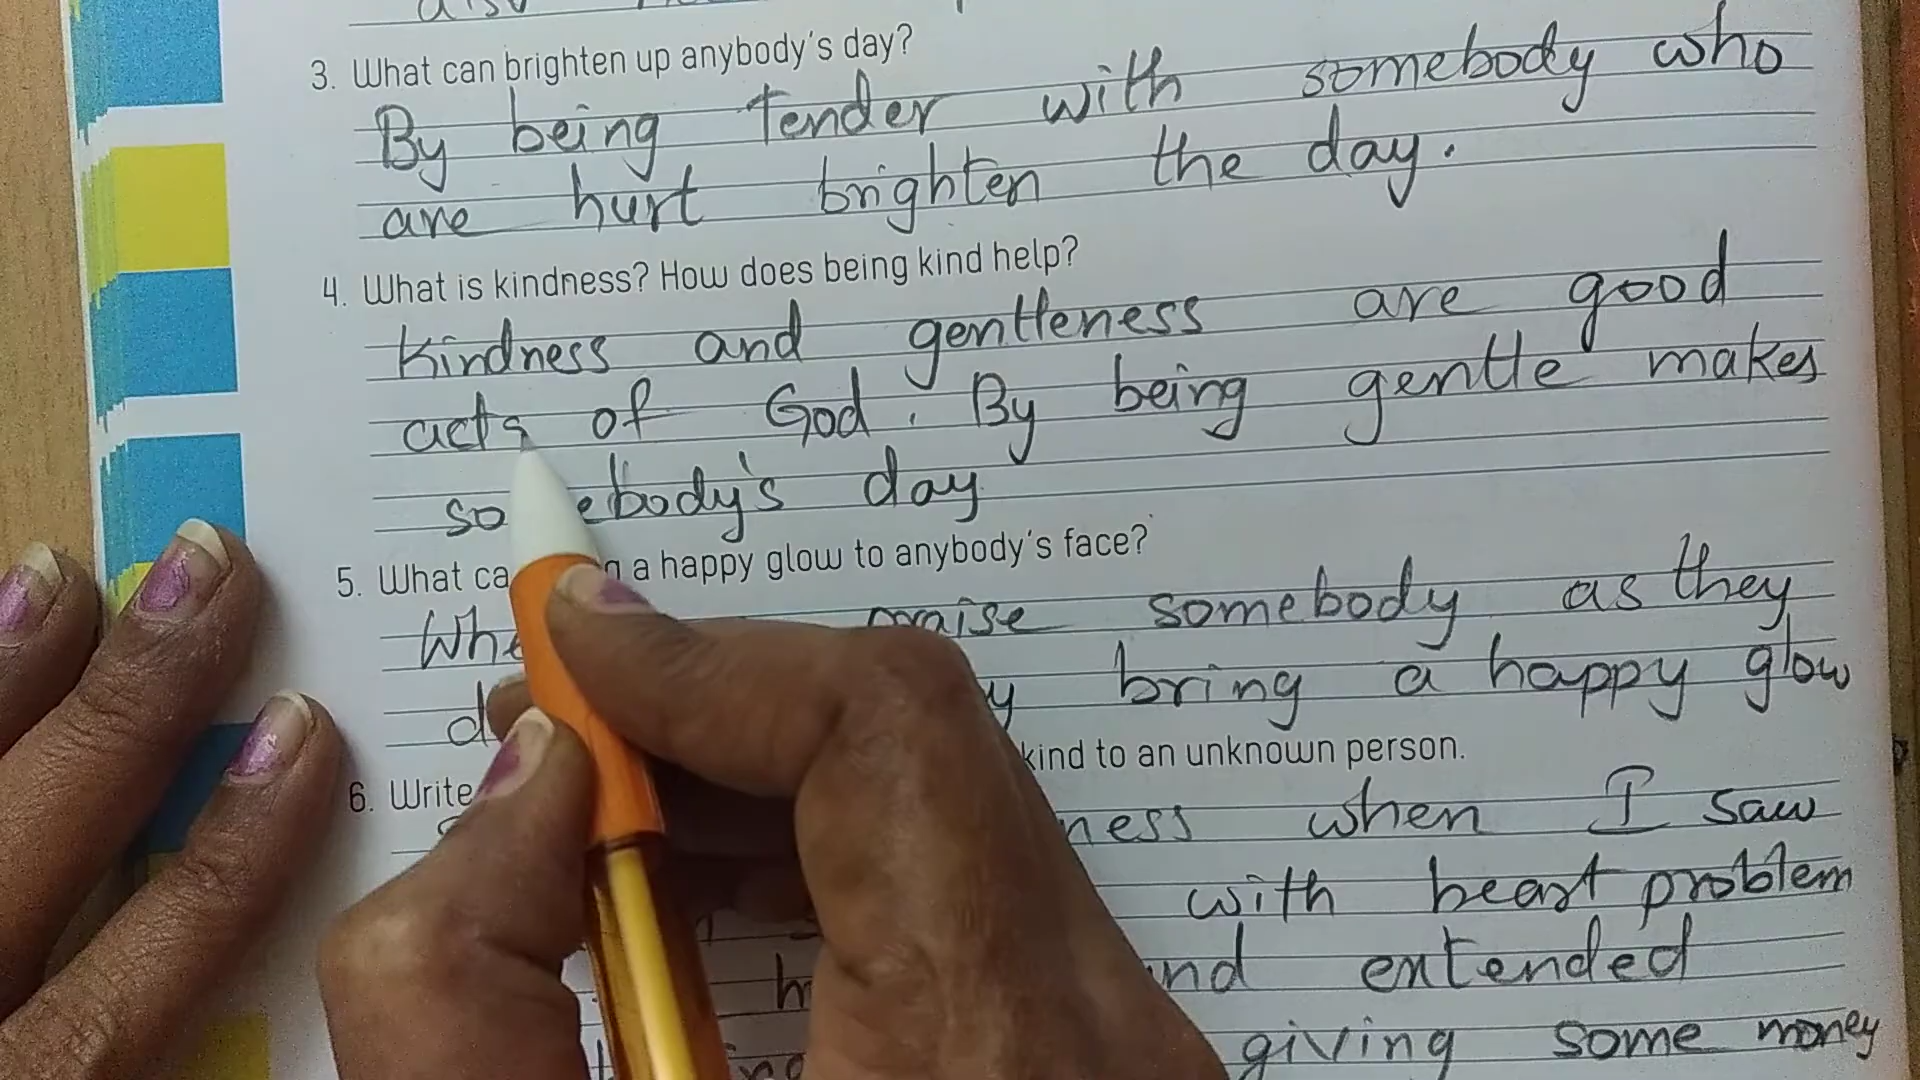 3. What can brighten up anybody's day?
By being tender with somebody who
are hurt brighten the day.
4. What is kindness? How does being kind help?
Kindness and gentleness are good
acts of God. By being gentle makes
somebody's day
5. What a happy glow to anybody's face?
praise somebody as they
bring a happy glow
6. Write kind to an unknown person.
when I saw
with heart problem
extended
giving some money